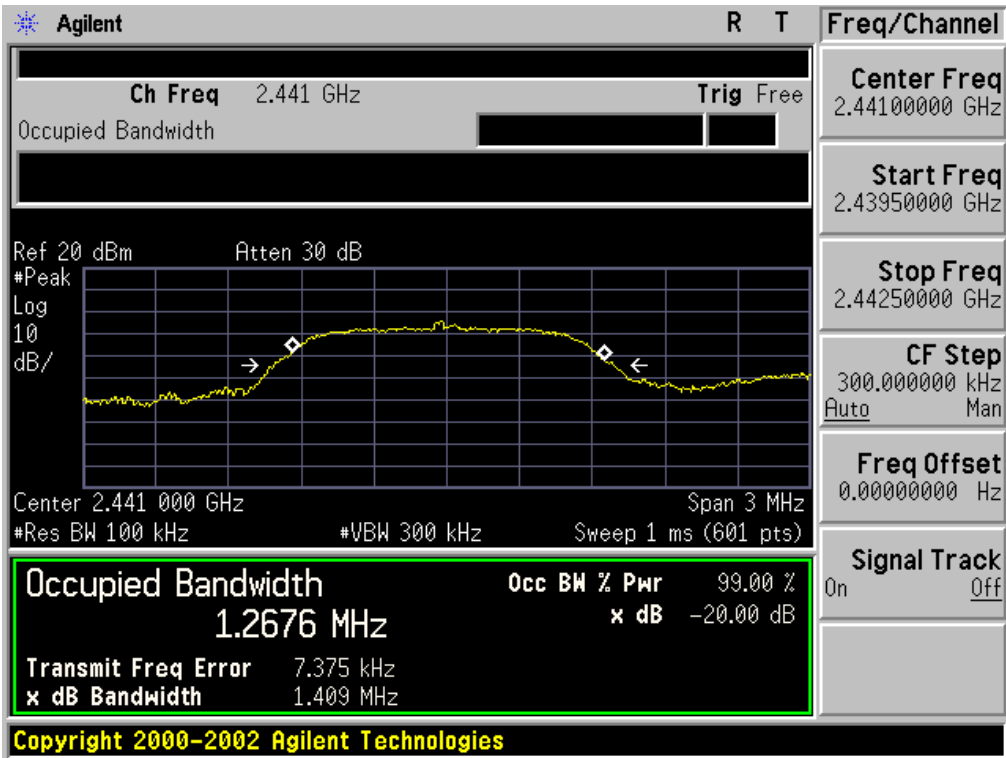 Agilent R T
Freq/Channel
Ch Freq 2.441 GHz Trig Free
Occupied Bandwidth
Ref 20 dBm Atten 30 dB
#Peak
Log
10
dB/
Center 2.441 000 GHz Span 3 MHz
#Res BW 100 kHz #VBW 300 kHz Sweep 1 ms (601 pts)
Occupied Bandwidth Occ BW % Pwr 99.00 %
1.2676 MHz x dB -20.00 dB
Transmit Freq Error 7.375 kHz
x dB Bandwidth 1.409 MHz
Copyright 2000-2002 Agilent Technologies
Center Freq
2.44100000 GHz
Start Freq
2.43950000 GHz
Stop Freq
2.44250000 GHz
CF Step
300.000000 kHz
Auto Man
Freq Offset
0.00000000 Hz
Signal Track
On Off